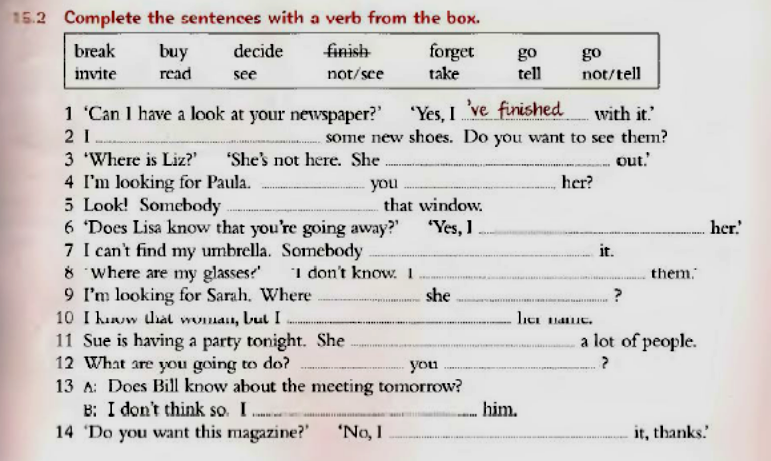 15.2 Complete the sentences with a verb from the box.
break buy decide finish forget go go
invite read see not/see take tell not/tell
1 'Can I have a look at your newspaper?' 'Yes, I 've finished with it.'
2 I ........ some new shoes. Do you want to see them?
3 'Where is Liz?' 'She's not here. She ........ out.'
4 I'm looking for Paula. ........ you ........ her?
5 Look! Somebody ........ that window.
6 'Does Lisa know that you're going away?' 'Yes, I ........ her.'
7 I can't find my umbrella. Somebody ........ it.
8 'Where are my glasses?' 'I don't know. I ........ them.'
9 I'm looking for Sarah. Where ........ she ........ ?
10 I know that woman, but I ........ her name.
11 Sue is having a party tonight. She ........ a lot of people.
12 What are you going to do? ........ you ........ ?
13 A: Does Bill know about the meeting tomorrow?
B: I don't think so. I ........ him.
14 'Do you want this magazine?' 'No, I ........ it, thanks.'